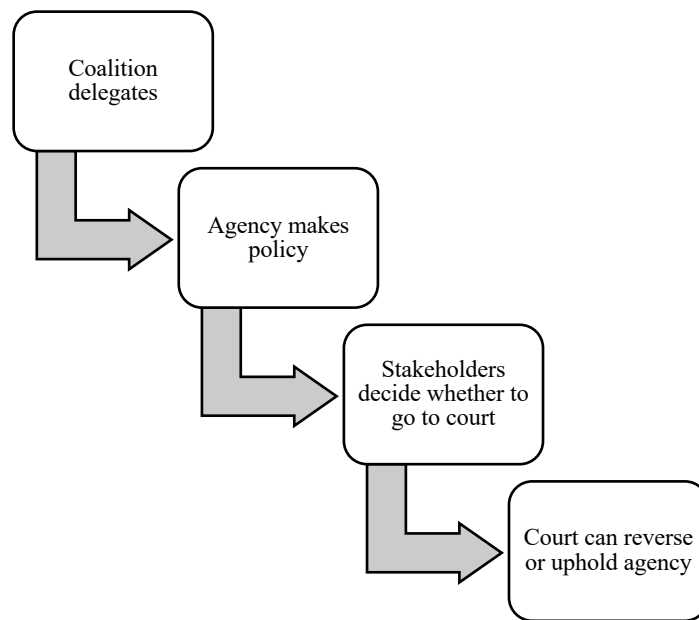 Coalition
delegates
Agency makes
policy
Stakeholders
decide whether to
go to court
Court can reverse
or uphold agency